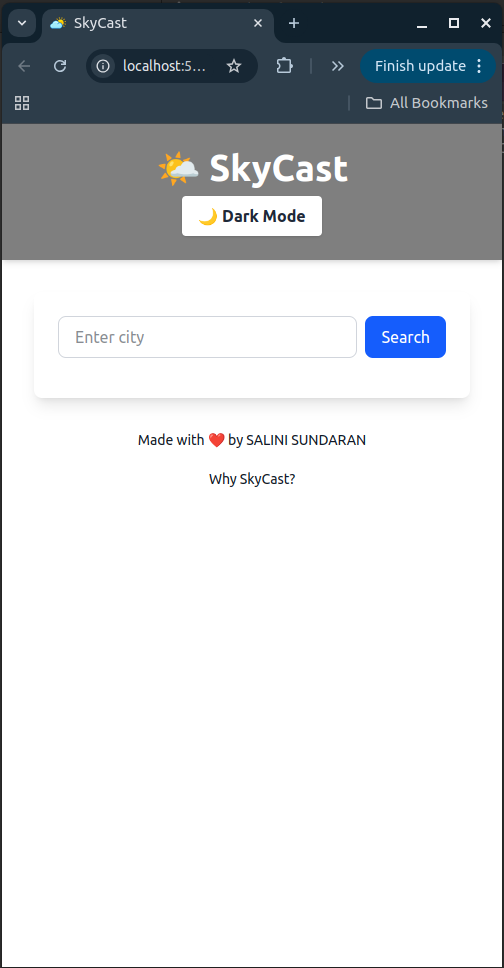 SkyCast
localhost:5...
Finish update
All Bookmarks
SkyCast
Dark Mode
Enter city
Search
Made with ❤️ by SALINI SUNDARAN
Why SkyCast?